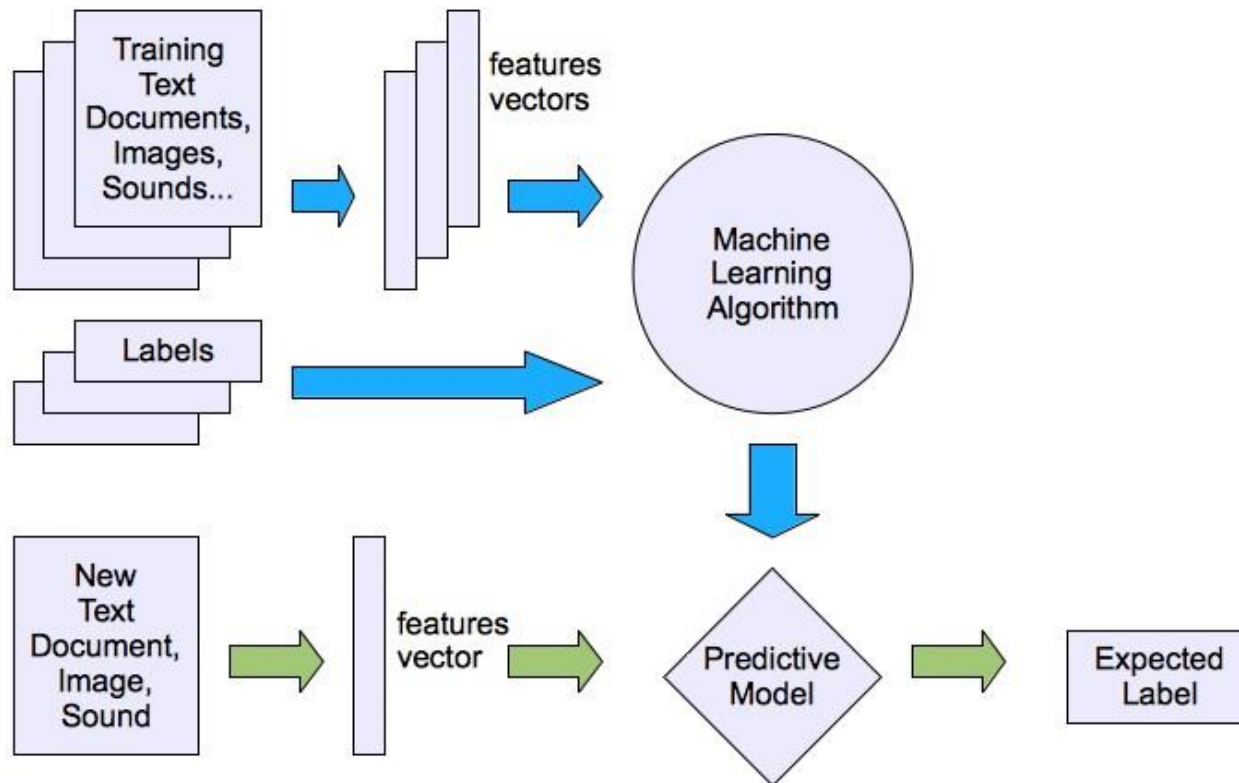 Training
Text
Documents,
Images,
Sounds...
features
vectors
Machine
Learning
Algorithm
Labels
New
Text
Document,
Image,
Sound
features
vector
Predictive
Model
Expected
Label